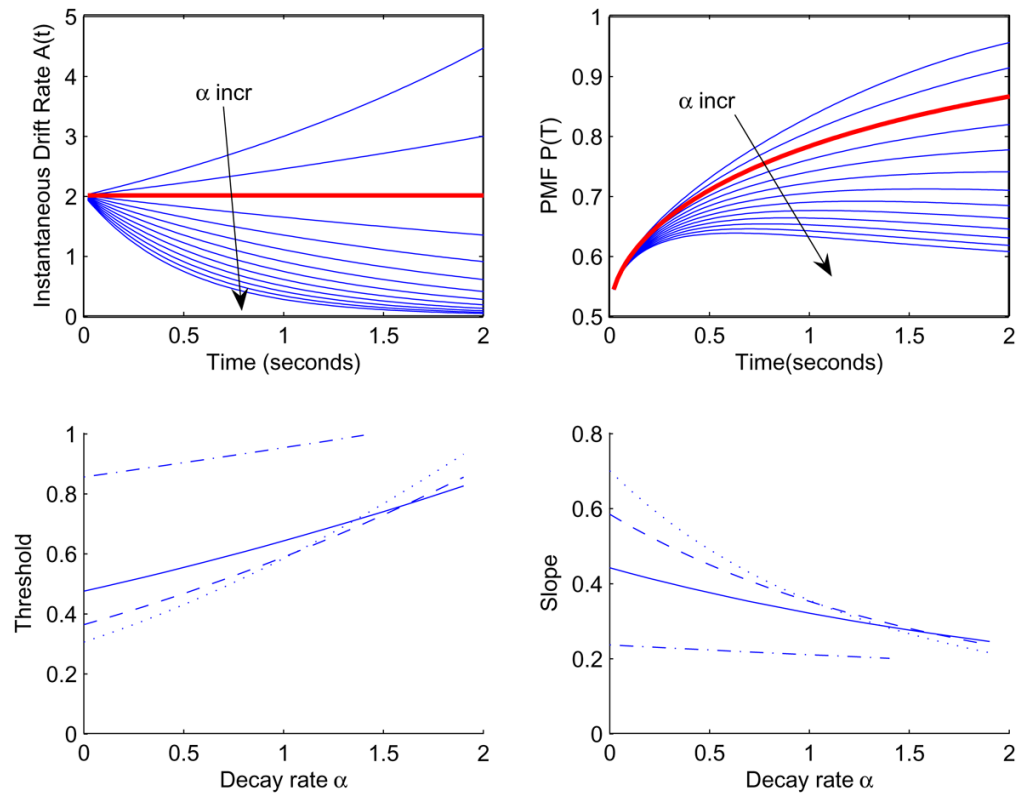 Instantaneous Drift Rate A(t)
5
4
3
2
1
0
α incr
0 0.5 1 1.5 2
Time (seconds)
PMF P(T)
1
0.9
0.8
0.7
0.6
0.5
α incr
0 0.5 1 1.5 2
Time(seconds)
Threshold
1
0.8
0.6
0.4
0.2
0
0 0.5 1 1.5 2
Decay rate α
Slope
0.8
0.6
0.4
0.2
0
0 0.5 1 1.5 2
Decay rate α